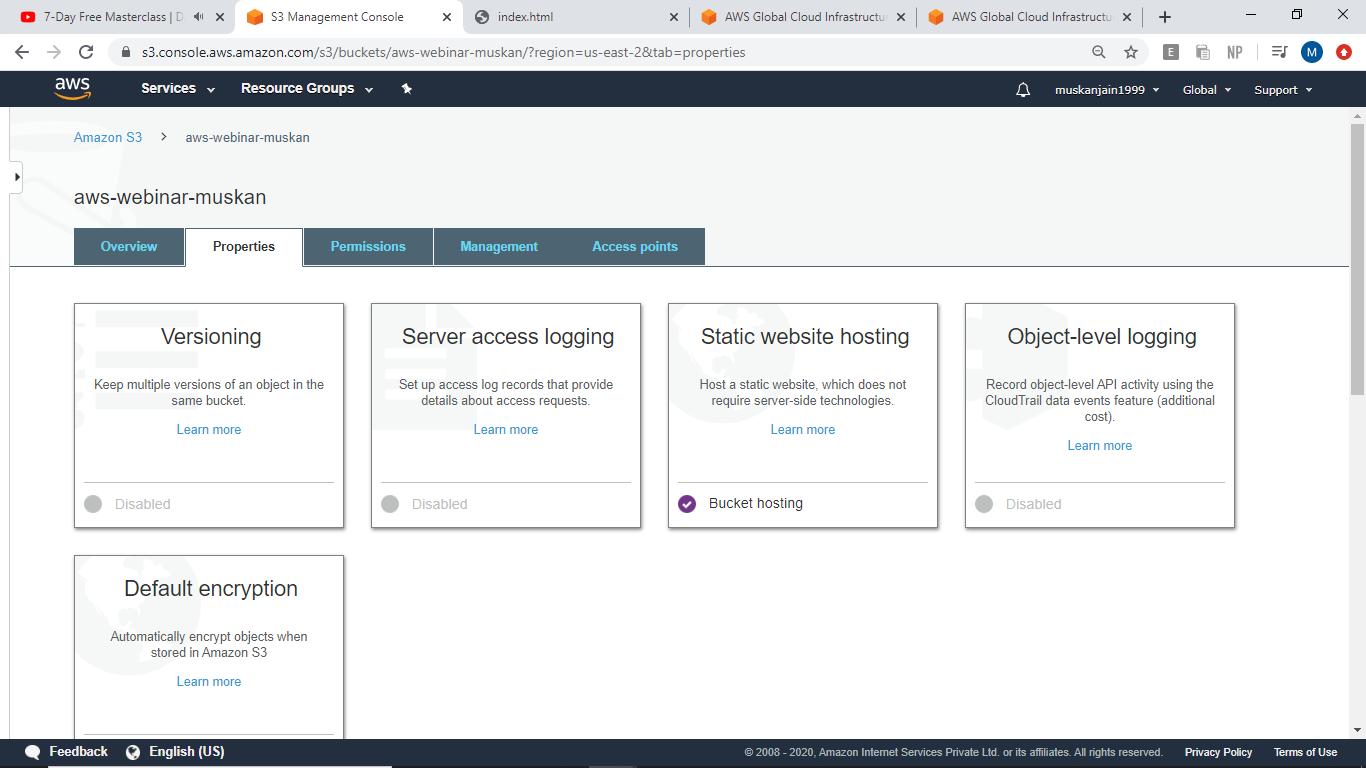 7-Day Free Masterclass | D
S3 Management Console
index.html
AWS Global Cloud Infrastructu
AWS Global Cloud Infrastructu
s3.console.aws.amazon.com/s3/buckets/aws-webinar-muskan/?region=us-east-2&tab=properties
E
NP
M
aws
Services
Resource Groups
muskanjain1999
Global
Support
Amazon S3
aws-webinar-muskan
aws-webinar-muskan
Overview
Properties
Permissions
Management
Access points
Versioning
Keep multiple versions of an object in the
same bucket.
Learn more
Disabled
Server access logging
Set up access log records that provide
details about access requests.
Learn more
Disabled
Static website hosting
Host a static website, which does not
require server-side technologies.
Learn more
Bucket hosting
Object-level logging
Record object-level API activity using the
CloudTrail data events feature (additional
cost).
Learn more
Disabled
Default encryption
Automatically encrypt objects when
stored in Amazon S3
Learn more
Feedback
English (US)
© 2008 - 2020, Amazon Internet Services Private Ltd. or its affiliates. All rights reserved.
Privacy Policy
Terms of Use